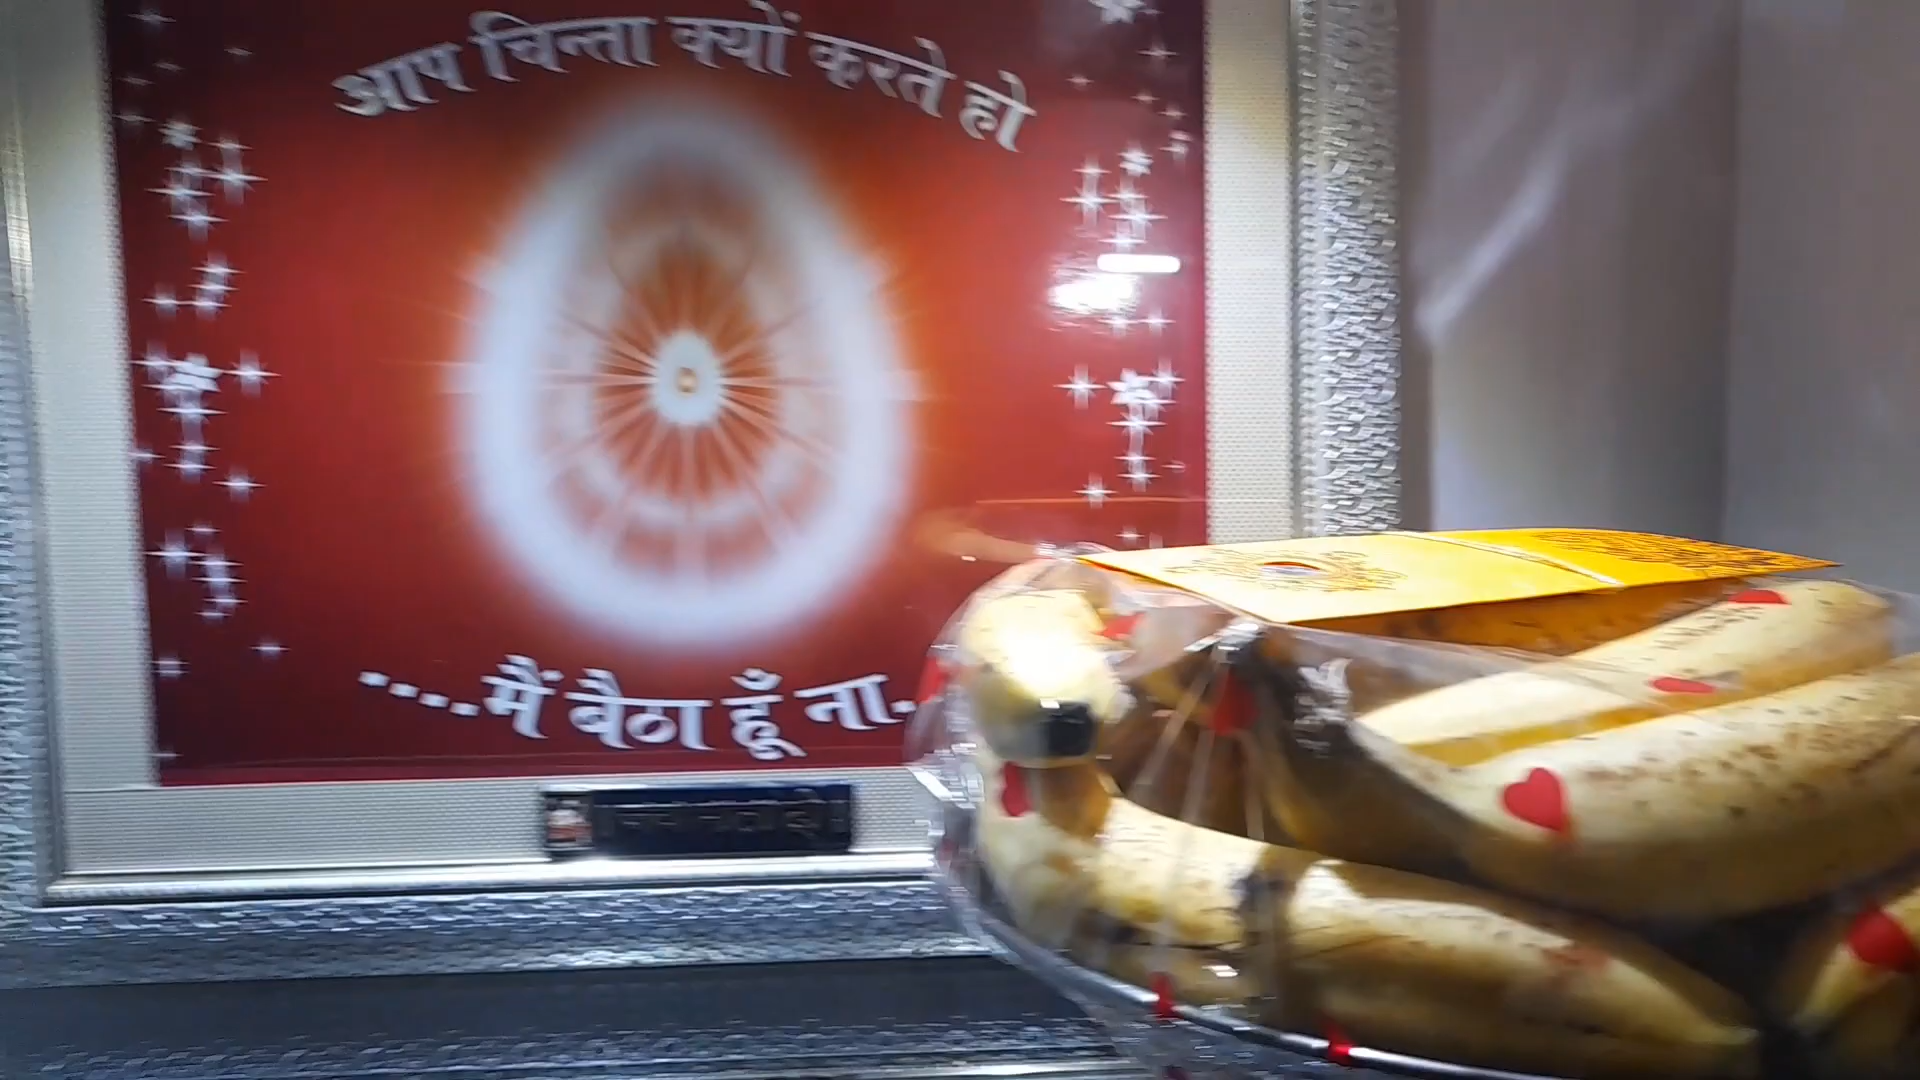 आप चिन्ता क्यों करते हो
....मैं बैठा हूँ ना.